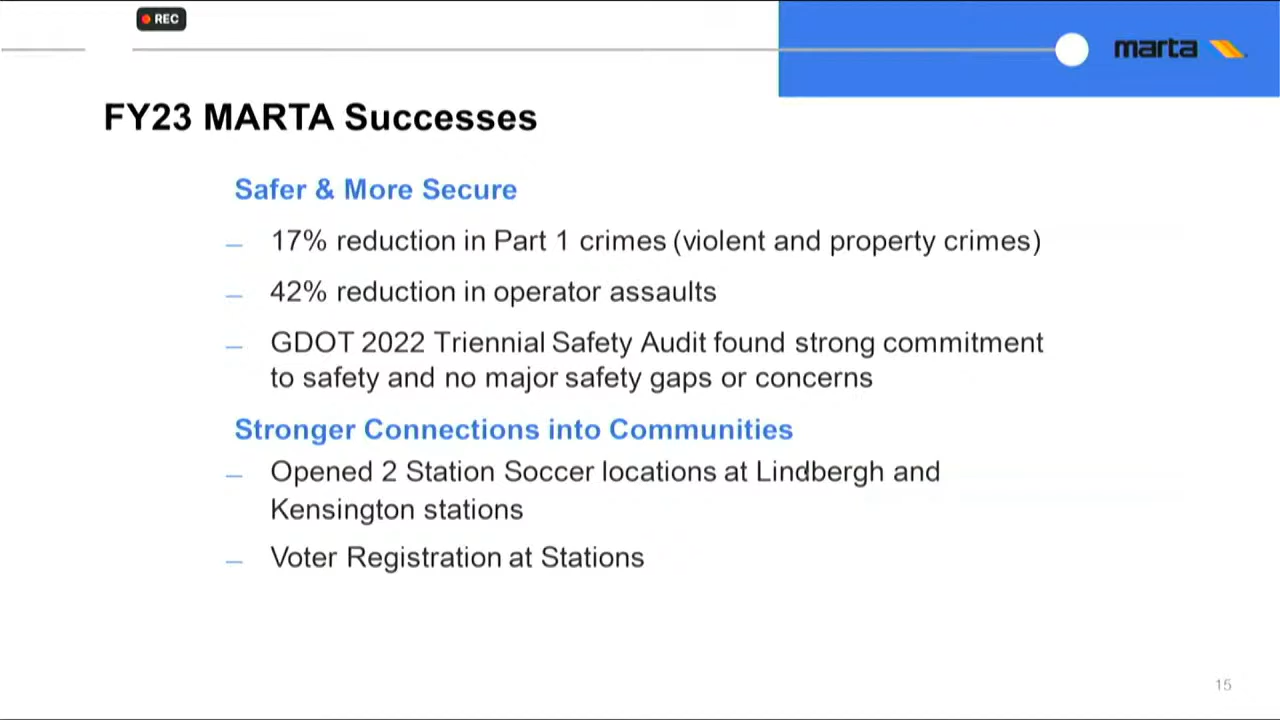 REC
marta
FY23 MARTA Successes
Safer & More Secure
– 17% reduction in Part 1 crimes (violent and property crimes)
– 42% reduction in operator assaults
– GDOT 2022 Triennial Safety Audit found strong commitment
to safety and no major safety gaps or concerns
Stronger Connections into Communities
– Opened 2 Station Soccer locations at Lindbergh and
Kensington stations
– Voter Registration at Stations
15